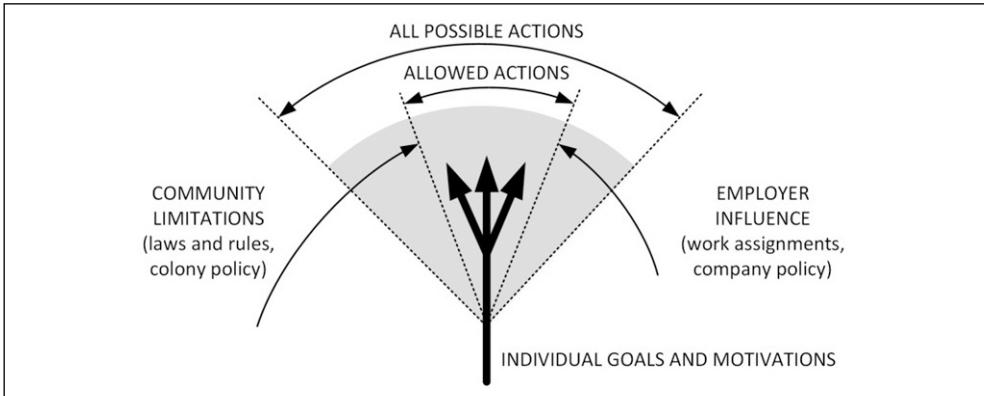 ALL POSSIBLE ACTIONS
ALLOWED ACTIONS
COMMUNITY
LIMITATIONS
(laws and rules,
colony policy)
EMPLOYER
INFLUENCE
(work assignments,
company policy)
INDIVIDUAL GOALS AND MOTIVATIONS